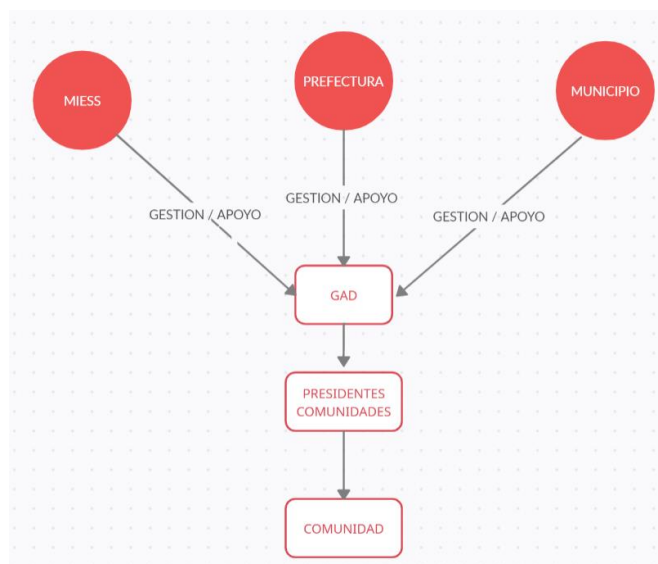 MIESS
PREFECTURA
MUNICIPIO
GESTION / APOYO
GESTION / APOYO
GESTION / APOYO
GAD
PRESIDENTES
COMUNIDADES
COMUNIDAD